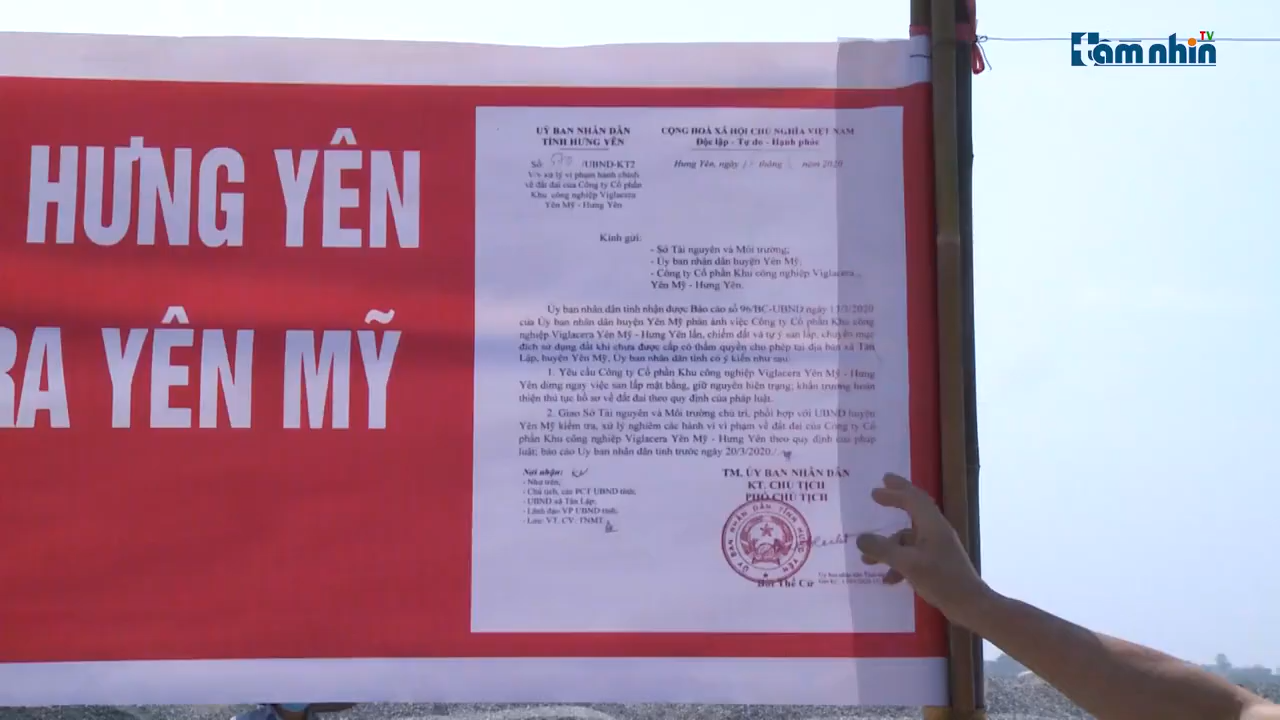 Tầm nhìn TV
HƯNG YÊN
RA YÊN MỸ
UỶ BAN NHÂN DÂN
TỈNH HƯNG YÊN
CỘNG HOÀ XÃ HỘI CHỦ NGHĨA VIỆT NAM
Độc lập - Tự do - Hạnh phúc
Số: /UBND-KT2
Hưng Yên, ngày tháng năm 2020
V/v xử lý vi phạm hành chính
về đất đai của Công ty Cổ phần
Khu công nghiệp Viglacera
Yên Mỹ - Hưng Yên
Kính gửi:
- Sở Tài nguyên và Môi trường;
- Ủy ban nhân dân huyện Yên Mỹ;
- Công ty Cổ phần Khu công nghiệp Viglacera
Yên Mỹ - Hưng Yên.
Ủy ban nhân dân tỉnh nhận được Báo cáo số 96/BC-UBND ngày 13/3/2020
của Ủy ban nhân dân huyện Yên Mỹ phản ánh việc Công ty Cổ phần Khu công
nghiệp Viglacera Yên Mỹ - Hưng Yên lấn, chiếm đất và tự ý san lấp, chuyển mục
đích sử dụng đất khi chưa được cấp có thẩm quyền cho phép tại địa bàn xã Tân
Lập, huyện Yên Mỹ, Ủy ban nhân dân tỉnh có ý kiến như sau:
1. Yêu cầu Công ty Cổ phần Khu công nghiệp Viglacera Yên Mỹ - Hưng
Yên dừng ngay việc san lấp mặt bằng, giữ nguyên hiện trạng; khẩn trương hoàn
thiện thủ tục hồ sơ về đất đai theo quy định của pháp luật.
2. Giao Sở Tài nguyên và Môi trường chủ trì, phối hợp với UBND huyện
Yên Mỹ kiểm tra, xử lý nghiêm các hành vi vi phạm về đất đai của Công ty Cổ
phần Khu công nghiệp Viglacera Yên Mỹ - Hưng Yên theo quy định của pháp
luật; báo cáo Ủy ban nhân dân tỉnh trước ngày 20/3/2020./.
Nơi nhận:
- Như trên;
- Chủ tịch, các PCT UBND tỉnh;
- UBND xã Tân Lập;
- Lãnh đạo VP UBND tỉnh;
- Lưu: VT, CV: TNMT
TM. ỦY BAN NHÂN DÂN
KT. CHỦ TỊCH
PHÓ CHỦ TỊCH
ỦY BAN NHÂN DÂN TỈNH HƯNG YÊN
Bùi Thế Cử